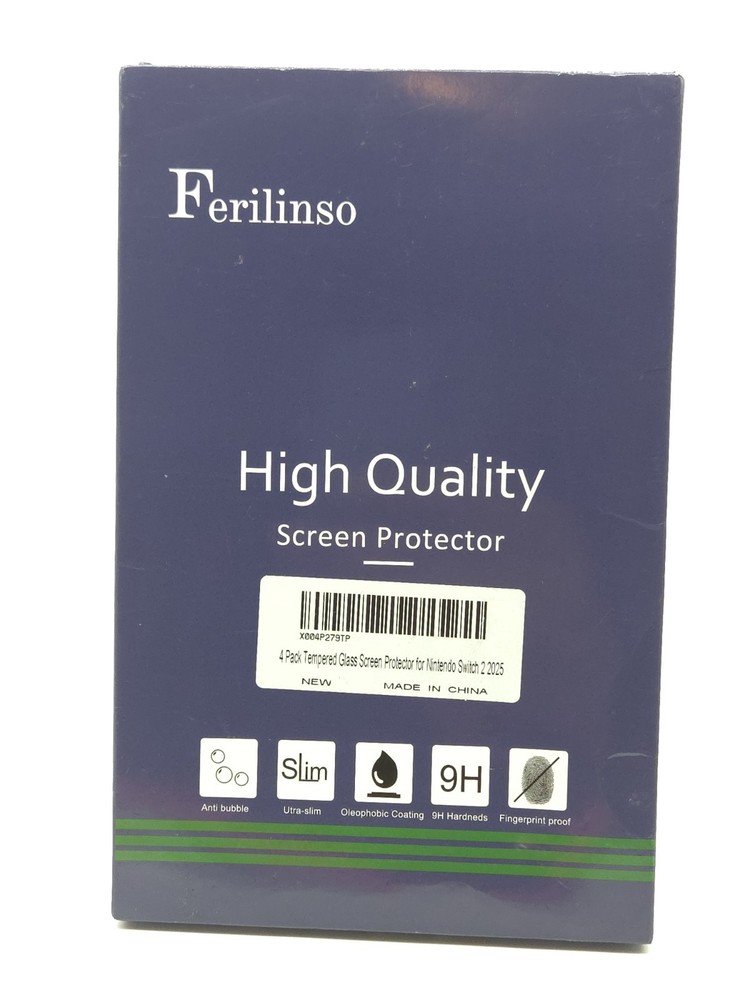 Ferilinso
High Quality
Screen Protector
X004P279TP
4 Pack Tempered Glass Screen Protector for Nintendo Switch 2 2025
NEW MADE IN CHINA
Slim 9H
Anti bubble Utra-slim Oleophobic Coating 9H Hardneds Fingerprint proof